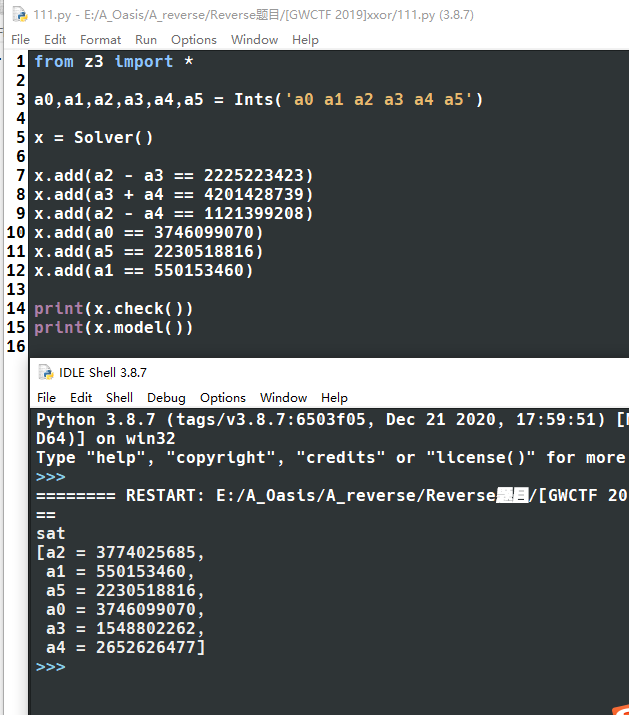 111.py - E:/A_Oasis/A_reverse/Reverse题目/[GWCTF 2019]xxor/111.py (3.8.7)
File Edit Format Run Options Window Help
1 from z3 import *
2
3 a0,a1,a2,a3,a4,a5 = Ints('a0 a1 a2 a3 a4 a5')
4
5 x = Solver()
6
7 x.add(a2 - a3 == 2225223423)
8 x.add(a3 + a4 == 4201428739)
9 x.add(a2 - a4 == 1121399208)
10 x.add(a0 == 3746099070)
11 x.add(a5 == 2230518816)
12 x.add(a1 == 550153460)
13
14 print(x.check())
15 print(x.model())
16
IDLE Shell 3.8.7
File Edit Shell Debug Options Window Help
Python 3.8.7 (tags/v3.8.7:6503f05, Dec 21 2020, 17:59:51) [
D64)] on win32
Type "help", "copyright", "credits" or "license()" for more
>>>
======== RESTART: E:/A_Oasis/A_reverse/Reverse题目/[GWCTF 20
==
sat
[a2 = 3774025685,
a1 = 550153460,
a5 = 2230518816,
a0 = 3746099070,
a3 = 1548802262,
a4 = 2652626477]
>>>